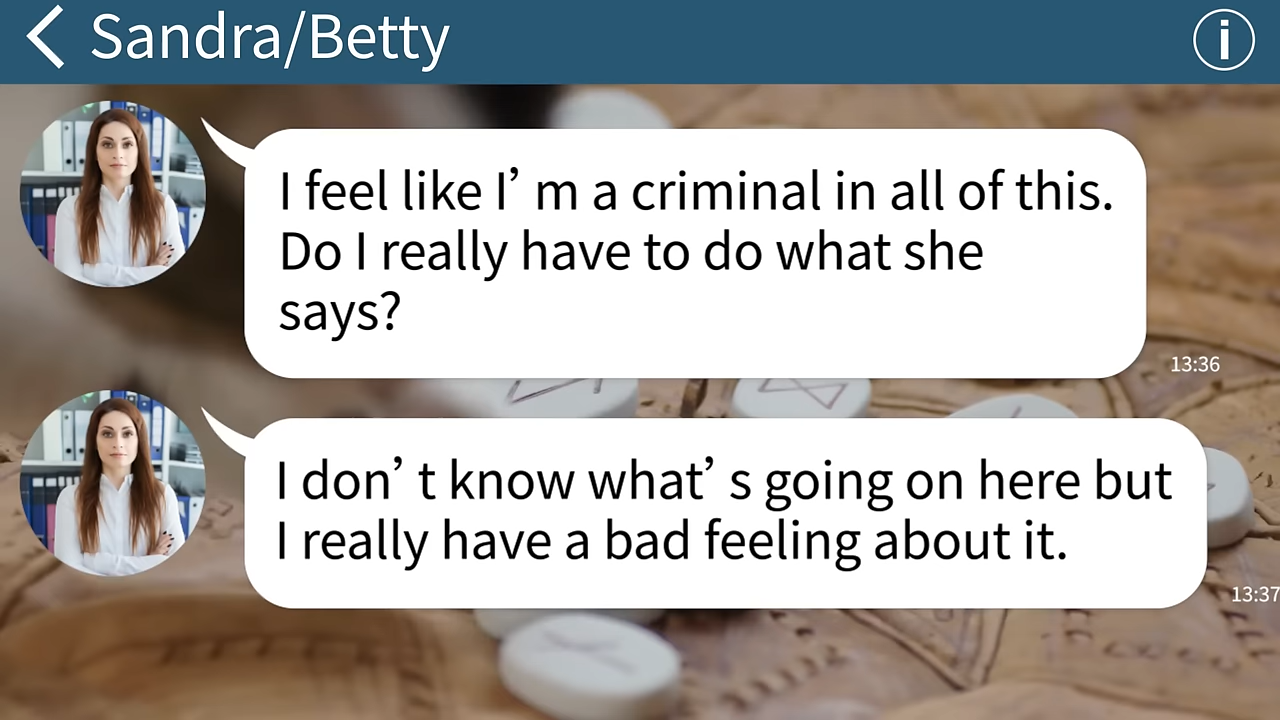 Sandra/Betty
I feel like I’m a criminal in all of this.
Do I really have to do what she
says?
13:36
I don’t know what’s going on here but
I really have a bad feeling about it.
13:37